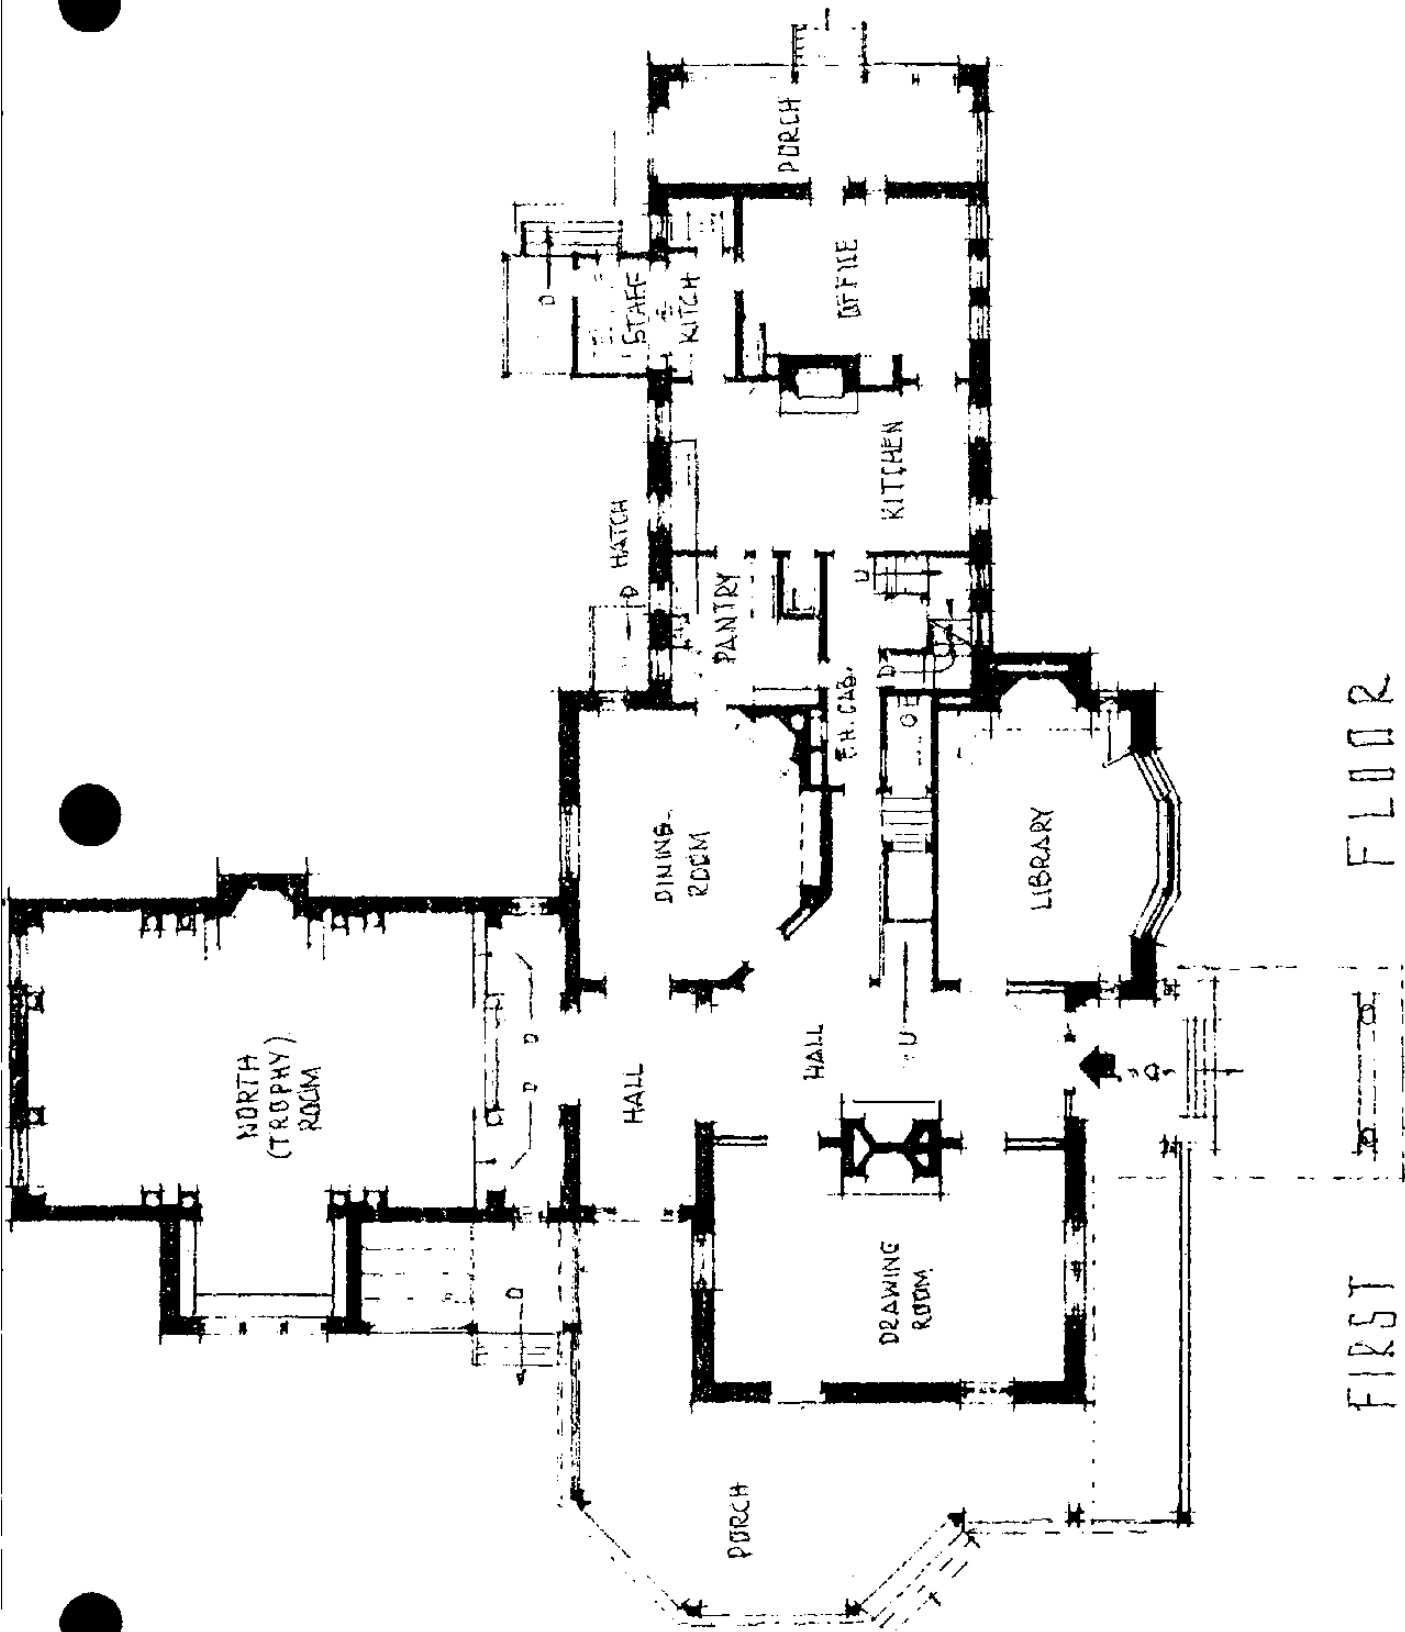 PORCH
OFFICE
STAFF
KITCH
D
KITCHEN
HATCH
D
PANTRY
U
D
T.H. CAB.
DINING
ROOM
LIBRARY
NORTH
(TROPHY)
ROOM
D
D
HALL
HALL
U
D
DRAWING
ROOM
D
PORCH
FIRST FLOOR